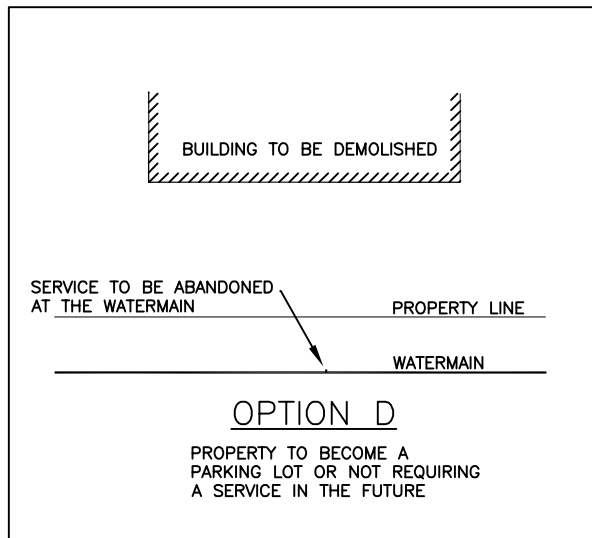 BUILDING TO BE DEMOLISHED
SERVICE TO BE ABANDONED
AT THE WATERMAIN
PROPERTY LINE
WATERMAIN
OPTION D
PROPERTY TO BECOME A
PARKING LOT OR NOT REQUIRING
A SERVICE IN THE FUTURE